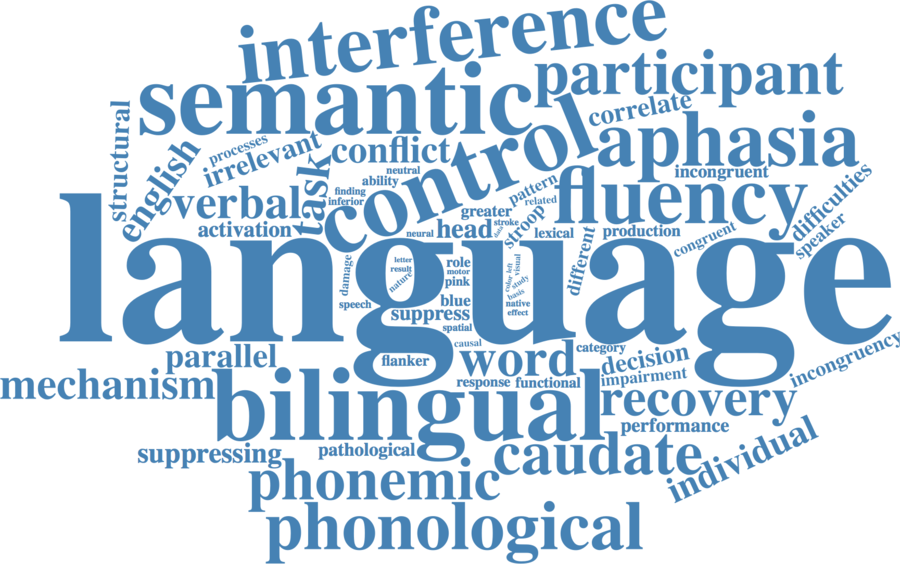 interference
semantic
participant
correlate
control
aphasia
structural
processes
irrelevant
conflict
neutral
ability
english
task
finding
inferior
pattern
related
incongruent
fluency
difficulties
verbal
activation
greater
stroke
data
stroop
neural
head
lexical
production
congruent
speaker
different
language
damage
letter
result
nature
role
motor
pink
color
left
visual
study
basis
native
effect
speech
blue
suppress
spatial
causal
parallel
flanker
word
category
decision
impairment
incongruency
mechanism
response
functional
bilingual
recovery
performance
suppressing
pathological
caudate
individual
phonemic
phonological